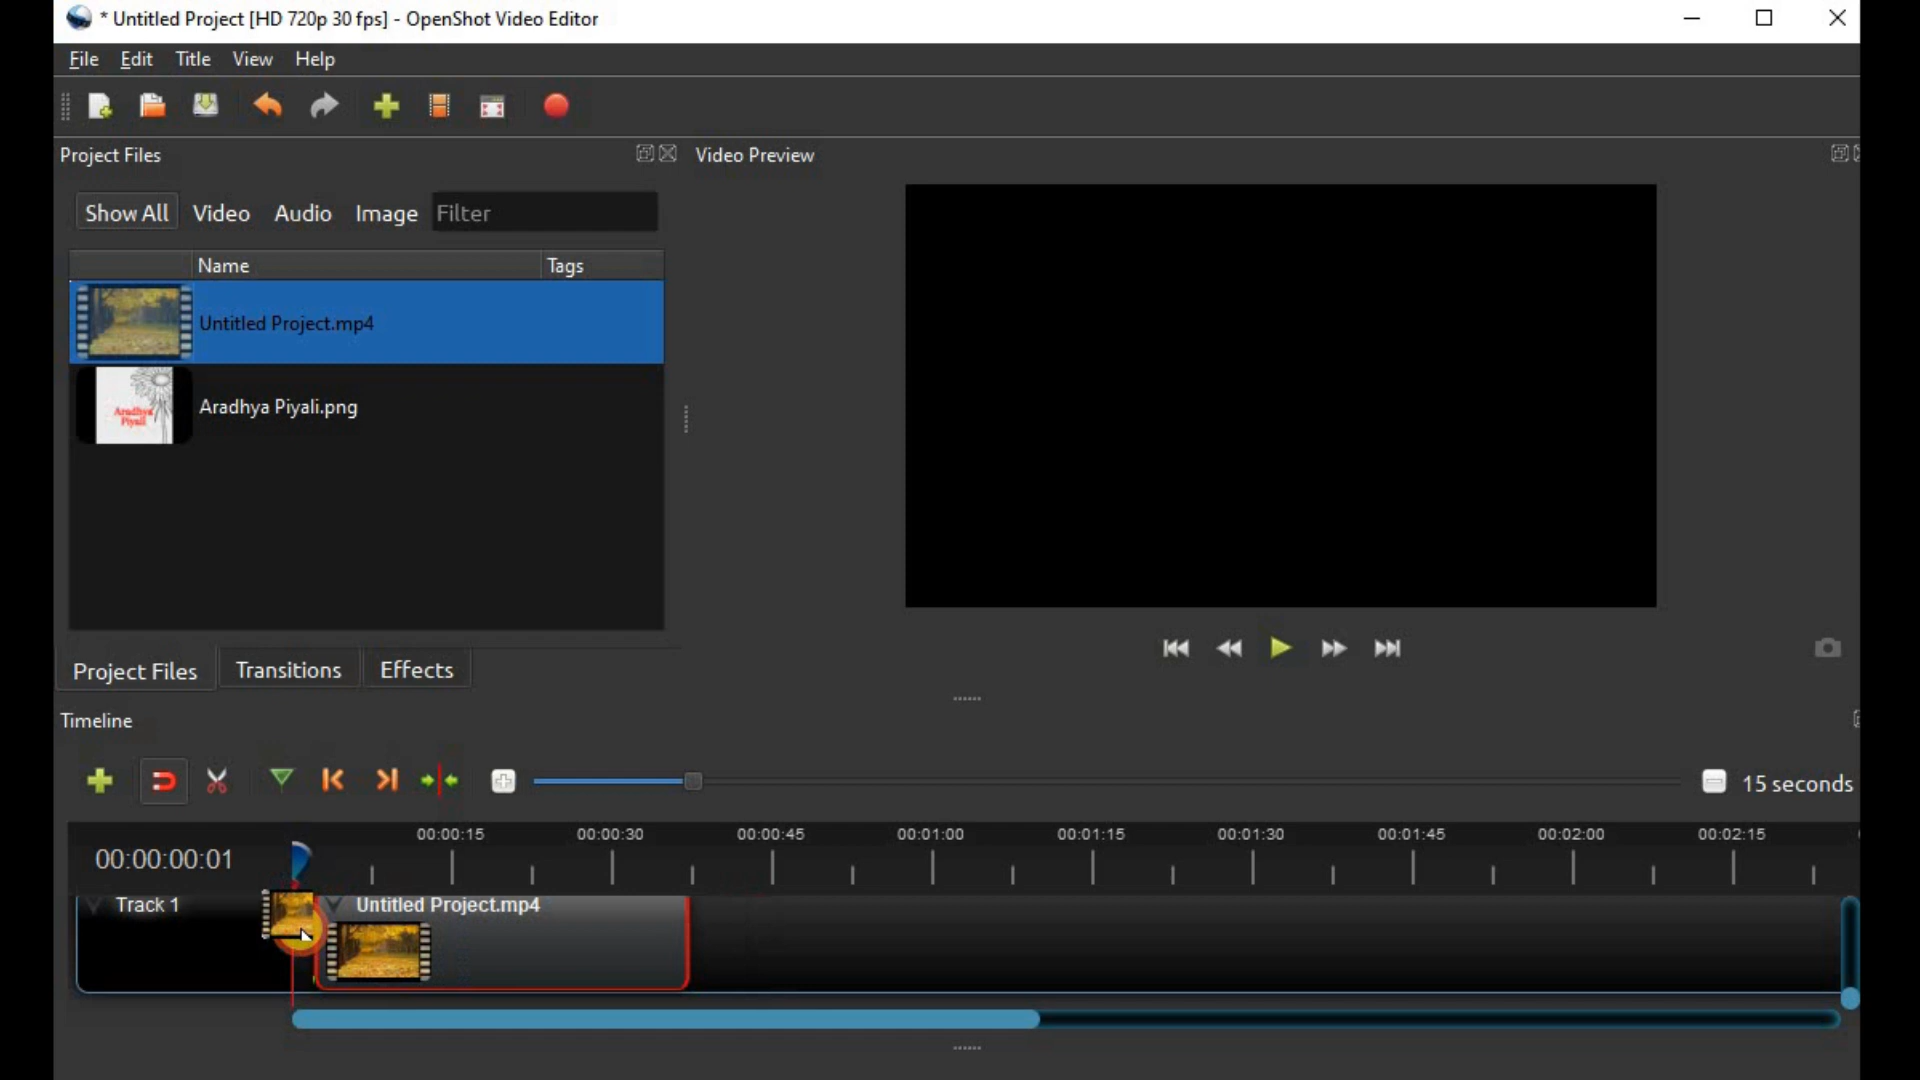 * Untitled Project [HD 720p 30 fps] - OpenShot Video Editor
File Edit Title View Help
Project Files
Video Preview
Show All Video Audio Image Filter
Name Tags
Untitled Project.mp4
Aradhya Piyali
Aradhya Piyali.png
Project Files Transitions Effects
Timeline
15 seconds
00:00:15 00:00:30 00:00:45 00:01:00 00:01:15 00:01:30 00:01:45 00:02:00 00:02:15
00:00:00:01
Track 1
Untitled Project.mp4